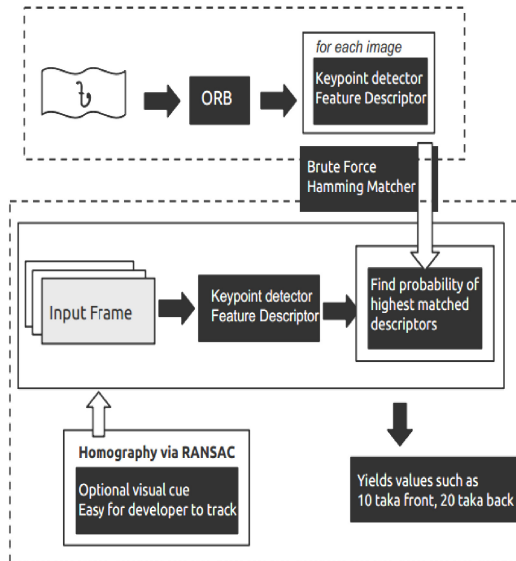 ৳
ORB
for each image
Keypoint detector
Feature Descriptor
Brute Force
Hamming Matcher
Input Frame
Keypoint detector
Feature Descriptor
Find probability of
highest matched
descriptors
Homography via RANSAC
Optional visual cue
Easy for developer to track
Yields values such as
10 taka front, 20 taka back